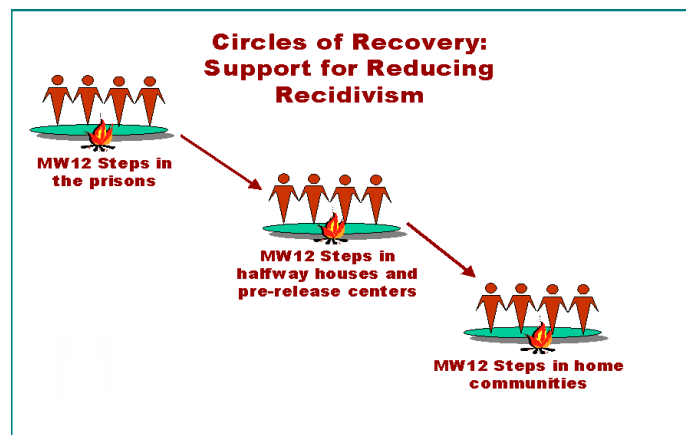 Circles of Recovery:
Support for Reducing
Recidivism
MW12 Steps in
the prisons
MW12 Steps in
halfway houses and
pre-release centers
MW12 Steps in home
communities